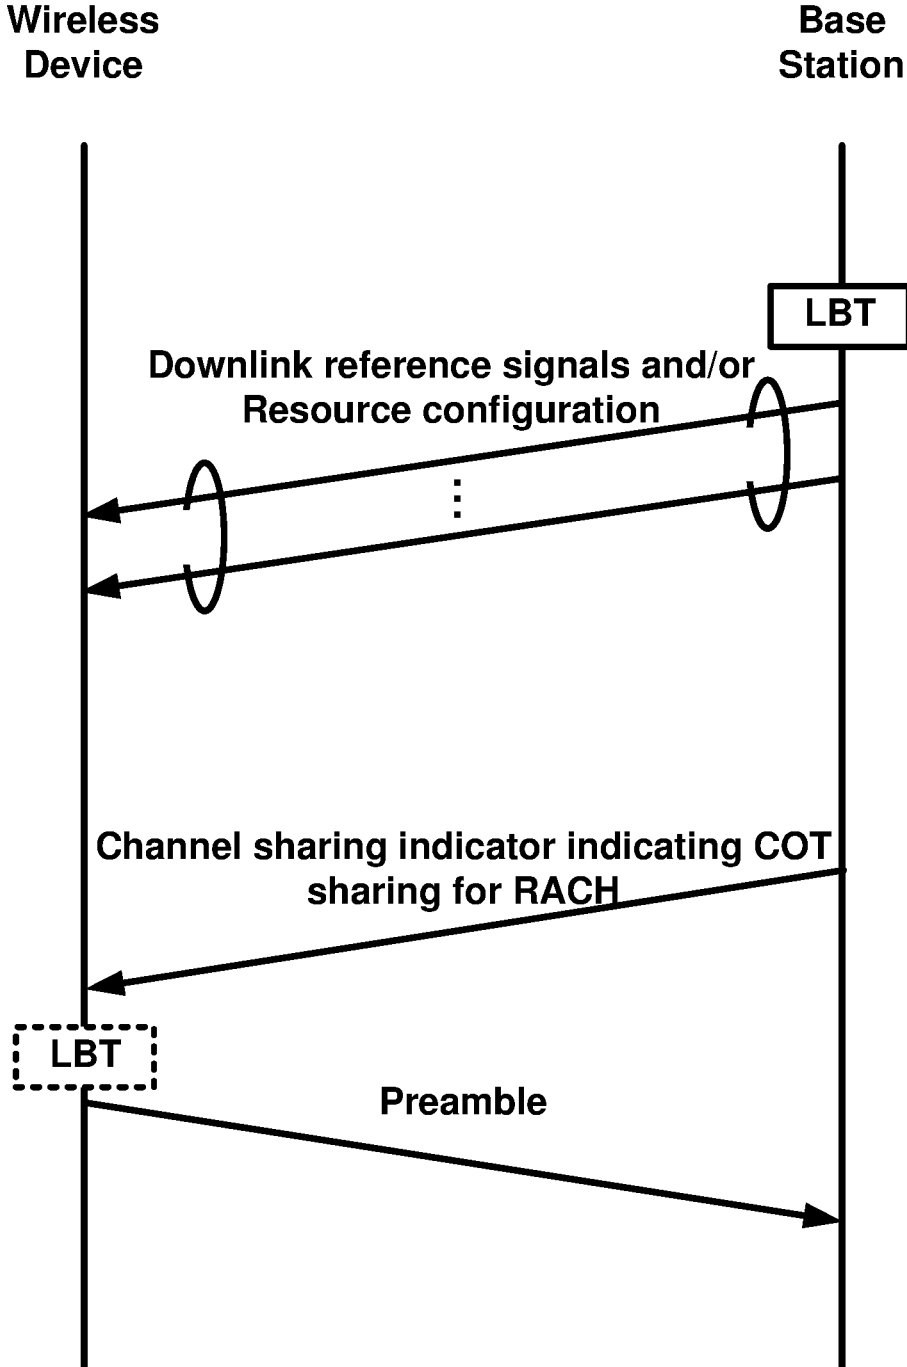 Wireless
Device
Base
Station
LBT
Downlink reference signals and/or
Resource configuration
Channel sharing indicator indicating COT
sharing for RACH
LBT
Preamble